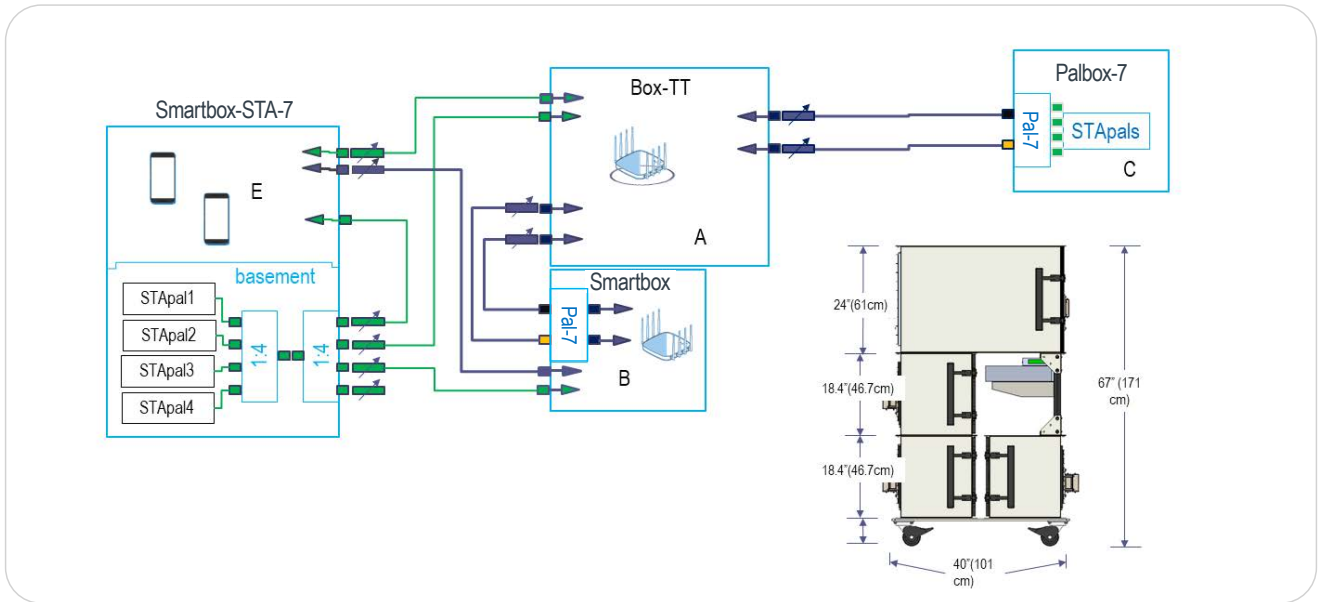 Smartbox-STA-7
E
basement
STApal1
STApal2
STApal3
STApal4
1:4
1:4
Box-TT
A
Smartbox
Pal-7
B
Palbox-7
Pal-7
STApals
C
24"(61cm)
18.4"(46.7cm)
18.4"(46.7cm)
67" (171
cm)
40"(101
cm)